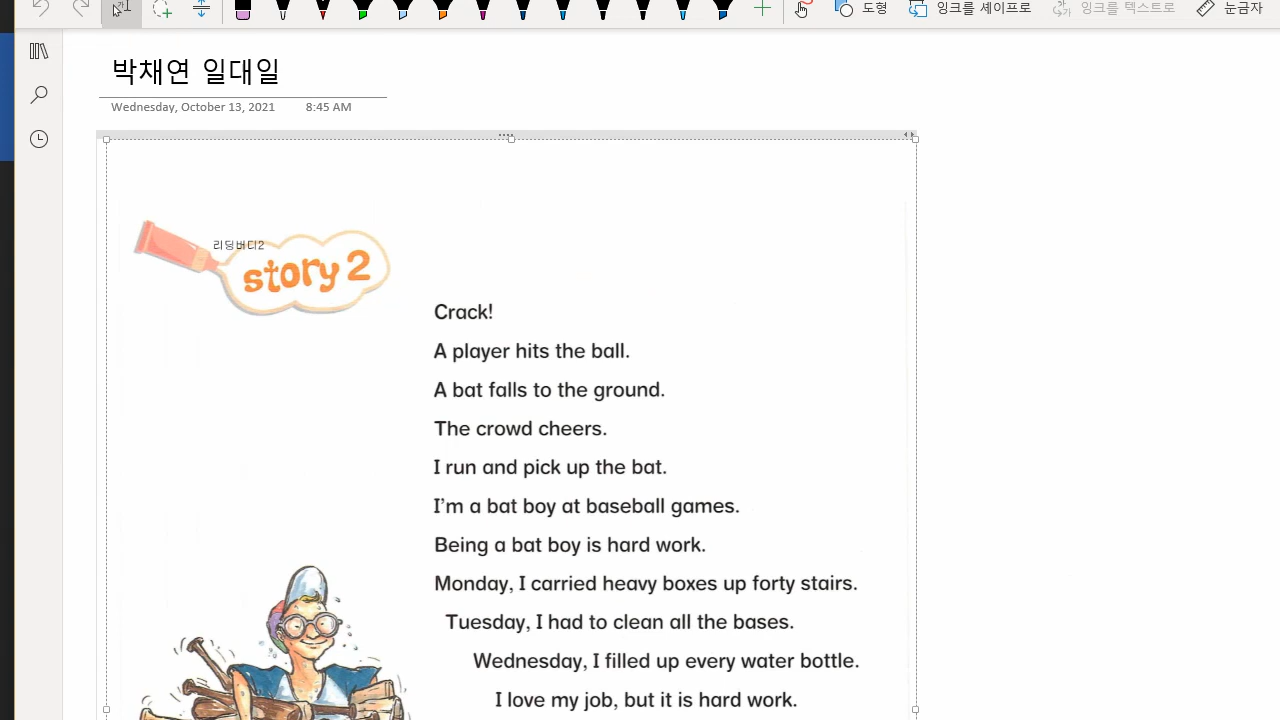 도형
잉크를 셰이프로
잉크를 텍스트로
눈금자
박채연 일대일
Wednesday, October 13, 2021 8:45 AM
리딩버디2
story 2
Crack!
A player hits the ball.
A bat falls to the ground.
The crowd cheers.
I run and pick up the bat.
I'm a bat boy at baseball games.
Being a bat boy is hard work.
Monday, I carried heavy boxes up forty stairs.
Tuesday, I had to clean all the bases.
Wednesday, I filled up every water bottle.
I love my job, but it is hard work.